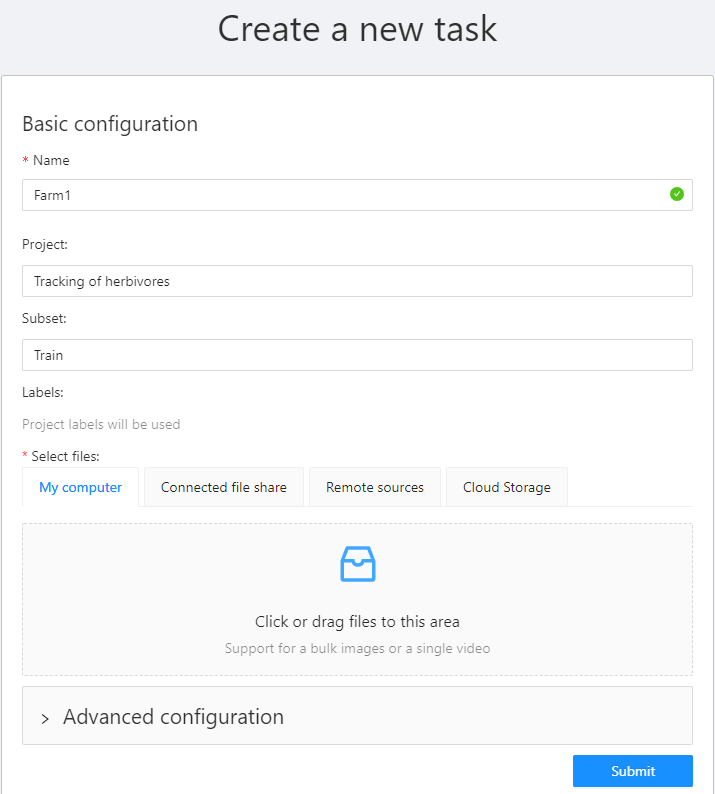 Create a new task
Basic configuration
* Name
Farm1
Project:
Tracking of herbivores
Subset:
Train
Labels:
Project labels will be used
* Select files:
My computer Connected file share Remote sources Cloud Storage
Click or drag files to this area
Support for a bulk images or a single video
> Advanced configuration
Submit